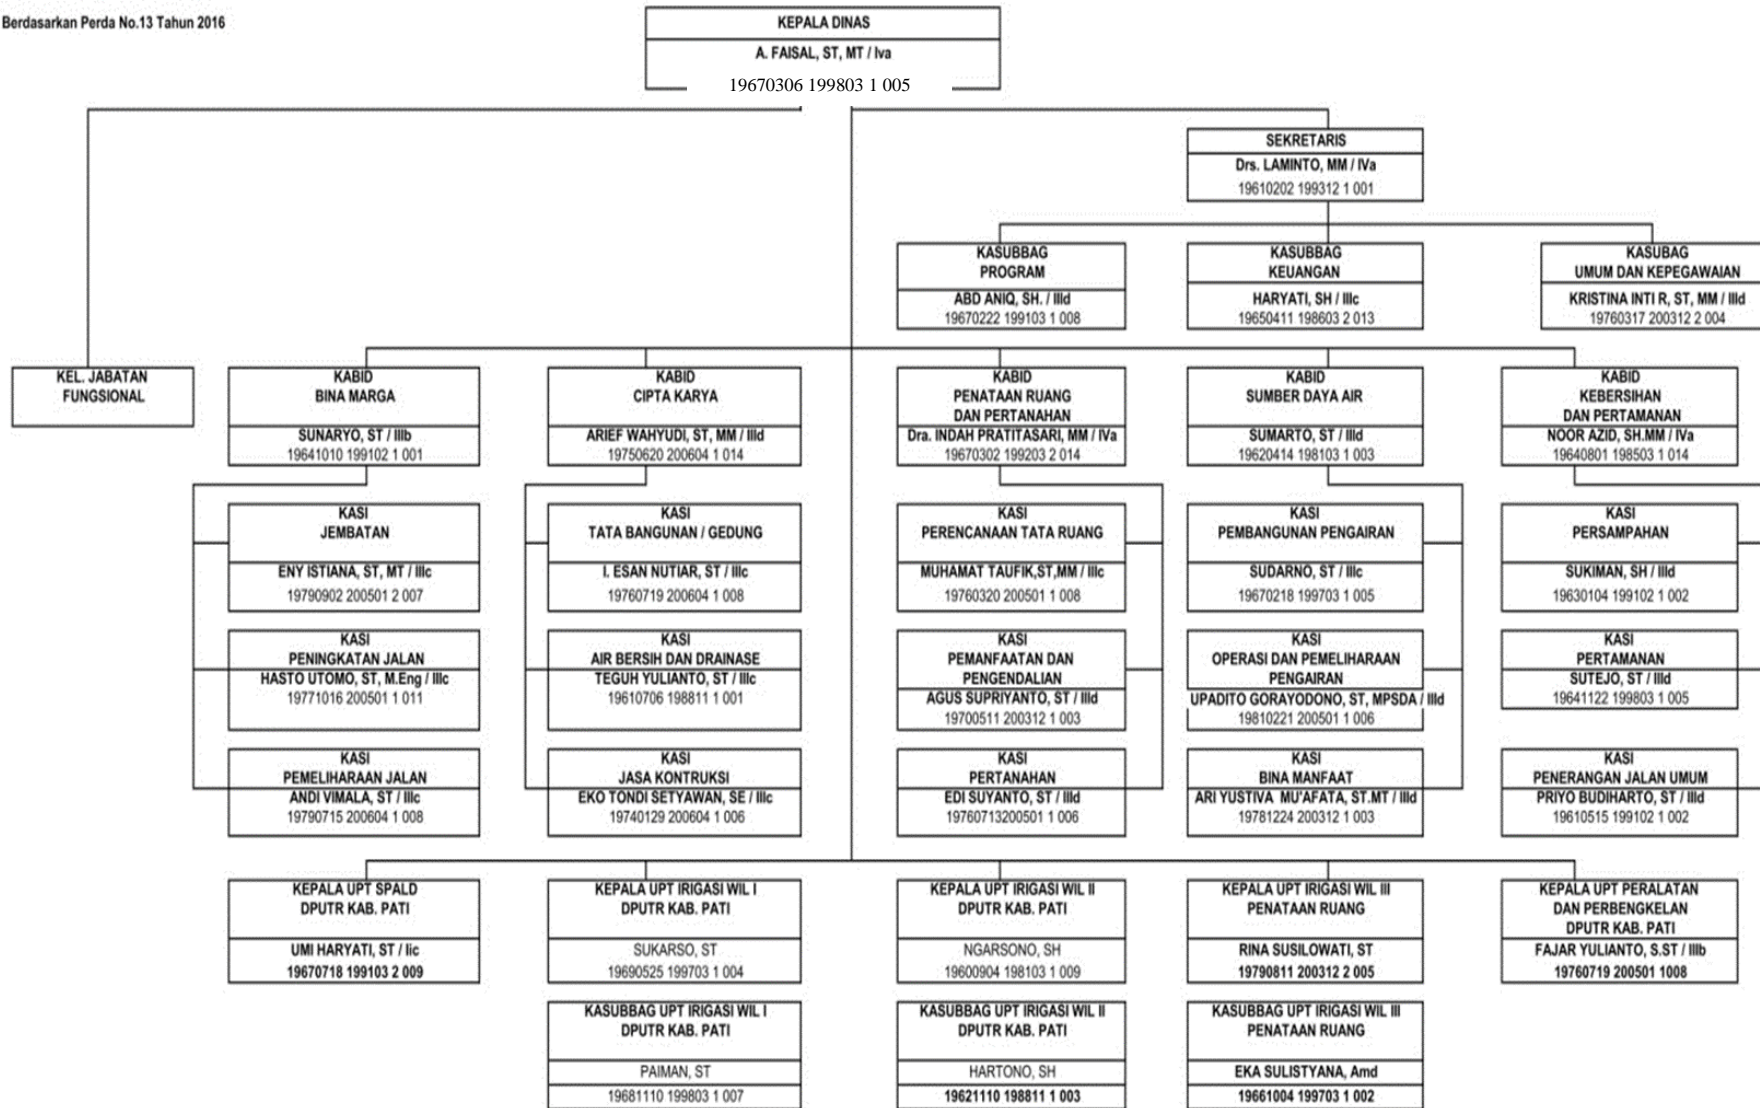 Berdasarkan Perda No.13 Tahun 2016
KEPALA DINAS
A. FAISAL, ST, MT / Iva
19670306 199803 1 005
SEKRETARIS
Drs. LAMINTO, MM / IVa
19610202 199312 1 001
KASUBBAG
PROGRAM
ABD ANIQ, SH. / IIId
19670222 199103 1 008
KASUBBAG
KEUANGAN
HARYATI, SH / IIIc
19650411 198603 2 013
KASUBAG
UMUM DAN KEPEGAWAIAN
KRISTINA INTI R, ST, MM / IIId
19760317 200312 2 004
KEL. JABATAN
FUNGSIONAL
KABID
BINA MARGA
SUNARYO, ST / IIIb
19641010 199102 1 001
KABID
CIPTA KARYA
ARIEF WAHYUDI, ST, MM / IIId
19750620 200604 1 014
KABID
PENATAAN RUANG
DAN PERTANAHAN
Dra. INDAH PRATITASARI, MM / IVa
19670302 199203 2 014
KABID
SUMBER DAYA AIR
SUMARTO, ST / IIId
19620414 198103 1 003
KABID
KEBERSIHAN
DAN PERTAMANAN
NOOR AZID, SH.MM / IVa
19640801 198503 1 014
KASI
JEMBATAN
ENY ISTIANA, ST, MT / IIIc
19790902 200501 2 007
KASI
TATA BANGUNAN / GEDUNG
I. ESAN NUTIAR, ST / IIIc
19760719 200604 1 008
KASI
PERENCANAAN TATA RUANG
MUHAMAT TAUFIK,ST,MM / IIIc
19760320 200501 1 008
KASI
PEMBANGUNAN PENGAIRAN
SUDARNO, ST / IIIc
19670218 199703 1 005
KASI
PERSAMPAHAN
SUKIMAN, SH / IIId
19630104 199102 1 002
KASI
PENINGKATAN JALAN
HASTO UTOMO, ST, M.Eng / IIIc
19771016 200501 1 011
KASI
AIR BERSIH DAN DRAINASE
TEGUH YULIANTO, ST / IIIc
19610706 198811 1 001
KASI
PEMANFAATAN DAN
PENGENDALIAN
AGUS SUPRIYANTO, ST / IIId
19700511 200312 1 003
KASI
OPERASI DAN PEMELIHARAAN
PENGAIRAN
UPADITO GORAYODONO, ST, MPSDA / IIId
19810221 200501 1 006
KASI
PERTAMANAN
SUTEJO, ST / IIId
19641122 199803 1 005
KASI
PEMELIHARAAN JALAN
ANDI VIMALA, ST / IIIc
19790715 200604 1 008
KASI
JASA KONTRUKSI
EKO TONDI SETYAWAN, SE / IIIc
19740129 200604 1 006
KASI
PERTANAHAN
EDI SUYANTO, ST / IIId
19760713200501 1 006
KASI
BINA MANFAAT
ARI YUSTIVA MU'AFATA, ST.MT / IIId
19781224 200312 1 003
KASI
PENERANGAN JALAN UMUM
PRIYO BUDIHARTO, ST / IIId
19610515 199102 1 002
KEPALA UPT SPALD
DPUTR KAB. PATI
UMI HARYATI, ST / Iic
19670718 199103 2 009
KEPALA UPT IRIGASI WIL I
DPUTR KAB. PATI
SUKARSO, ST
19690525 199703 1 004
KEPALA UPT IRIGASI WIL II
DPUTR KAB. PATI
NGARSONO, SH
19600904 198103 1 009
KEPALA UPT IRIGASI WIL III
PENATAAN RUANG
RINA SUSILOWATI, ST
19790811 200312 2 005
KEPALA UPT PERALATAN
DAN PERBENGKELAN
DPUTR KAB. PATI
FAJAR YULIANTO, S.ST / IIIb
19760719 200501 1008
KASUBBAG UPT IRIGASI WIL I
DPUTR KAB. PATI
PAIMAN, ST
19681110 199803 1 007
KASUBBAG UPT IRIGASI WIL II
DPUTR KAB. PATI
HARTONO, SH
19621110 198811 1 003
KASUBBAG UPT IRIGASI WIL III
PENATAAN RUANG
EKA SULISTYANA, Amd
19661004 199703 1 002